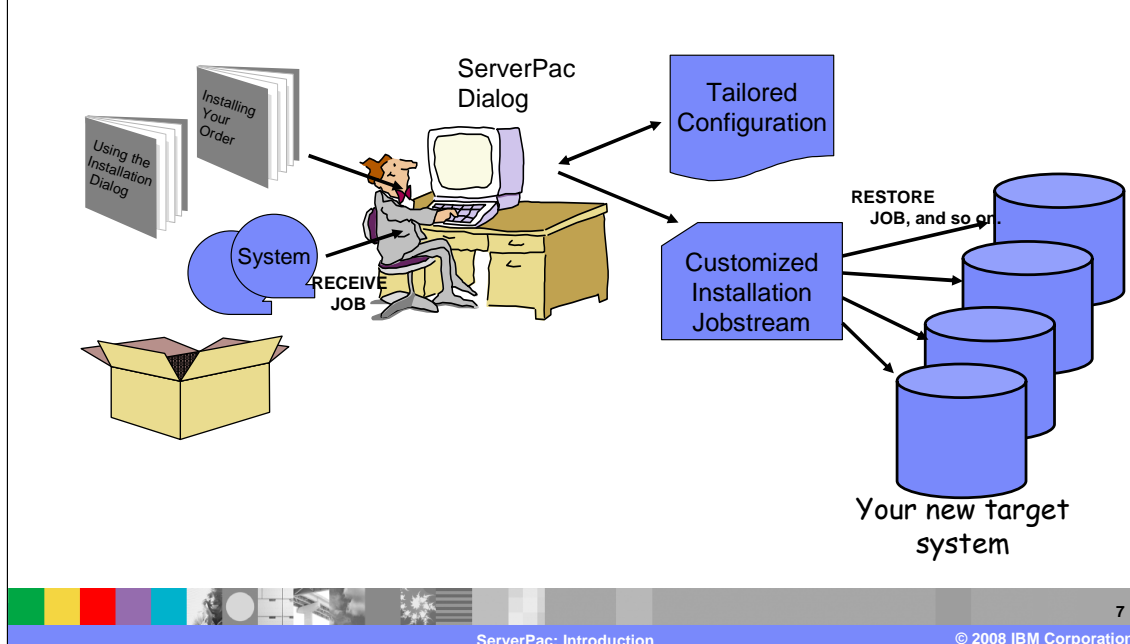 ServerPac
Dialog
Installing
Your
Order
Using the
Installation
Dialog
System
RECEIVE
JOB
Tailored
Configuration
Customized
Installation
Jobstream
RESTORE
JOB, and so on.
Your new target
system
7
ServerPac: Introduction
© 2008 IBM Corporation